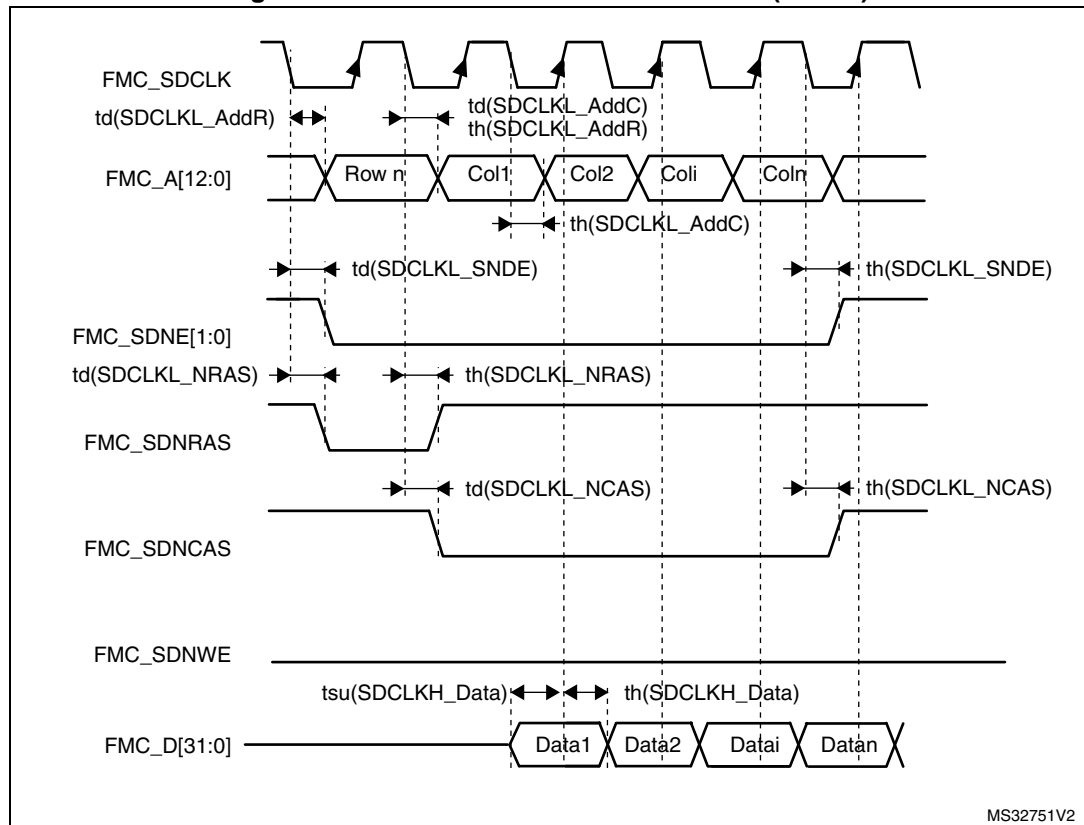 FMC_SDCLK
td(SDCLKL_AddR)
td(SDCLKL_AddC)
th(SDCLKL_AddR)
FMC_A[12:0]
Row n
Col1
Col2
Coli
Coln
th(SDCLKL_AddC)
td(SDCLKL_SNDE)
th(SDCLKL_SNDE)
FMC_SDNE[1:0]
td(SDCLKL_NRAS)
th(SDCLKL_NRAS)
FMC_SDNRAS
td(SDCLKL_NCAS)
th(SDCLKL_NCAS)
FMC_SDNCAS
FMC_SDNWE
tsu(SDCLKH_Data)
th(SDCLKH_Data)
FMC_D[31:0]
Data1
Data2
Datai
Datan
MS32751V2